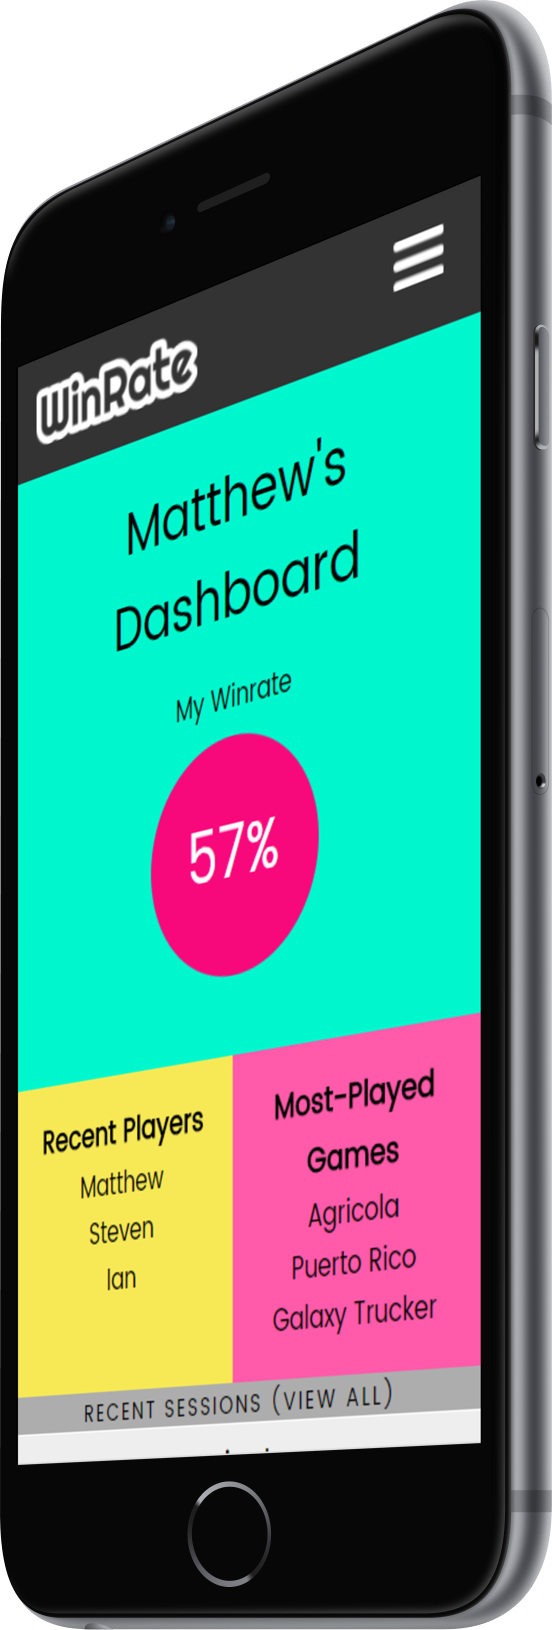 WinRate
Matthew's
Dashboard
My Winrate
57%
Recent Players
Matthew
Steven
Ian
Most-Played
Games
Agricola
Puerto Rico
Galaxy Trucker
RECENT SESSIONS (VIEW ALL)